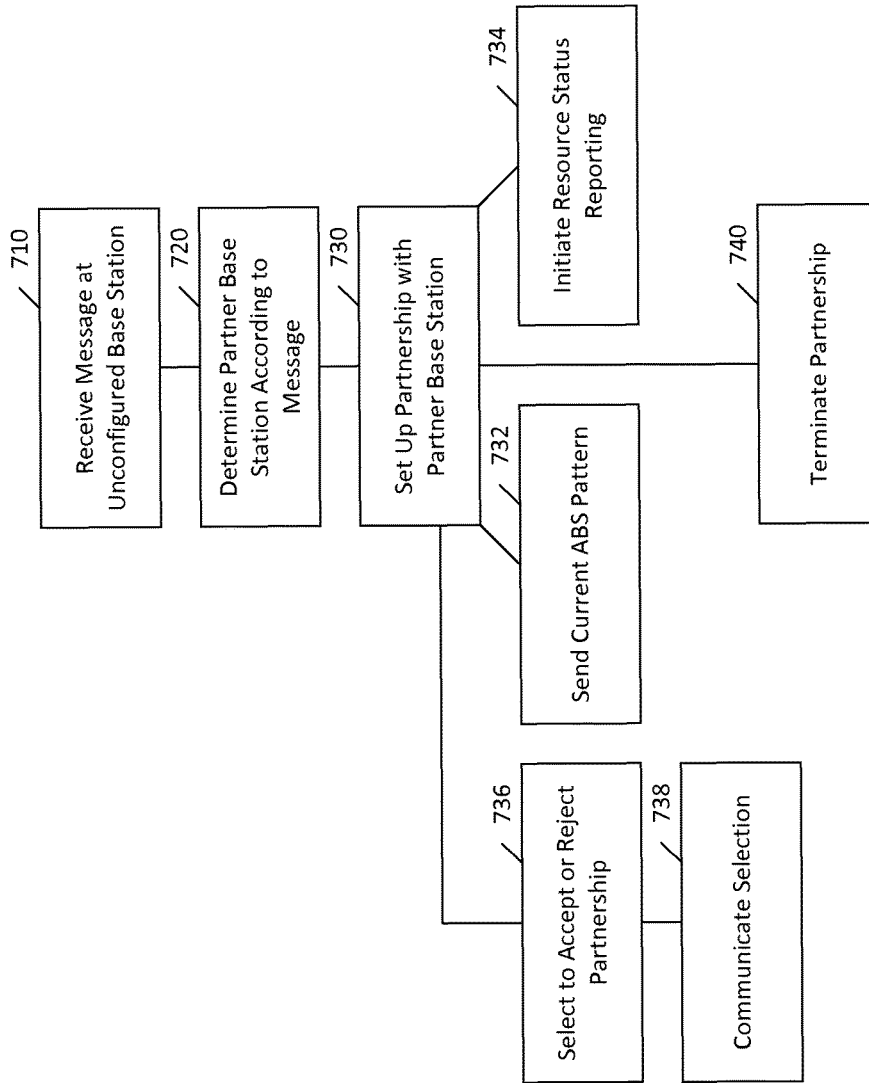 710
Receive Message at
Unconfigured Base Station
720
Determine Partner Base
Station According to
Message
730
Set Up Partnership with
Partner Base Station
736
Select to Accept or Reject
Partnership
732
Send Current ABS Pattern
734
Initiate Resource Status
Reporting
738
Communicate Selection
740
Terminate Partnership